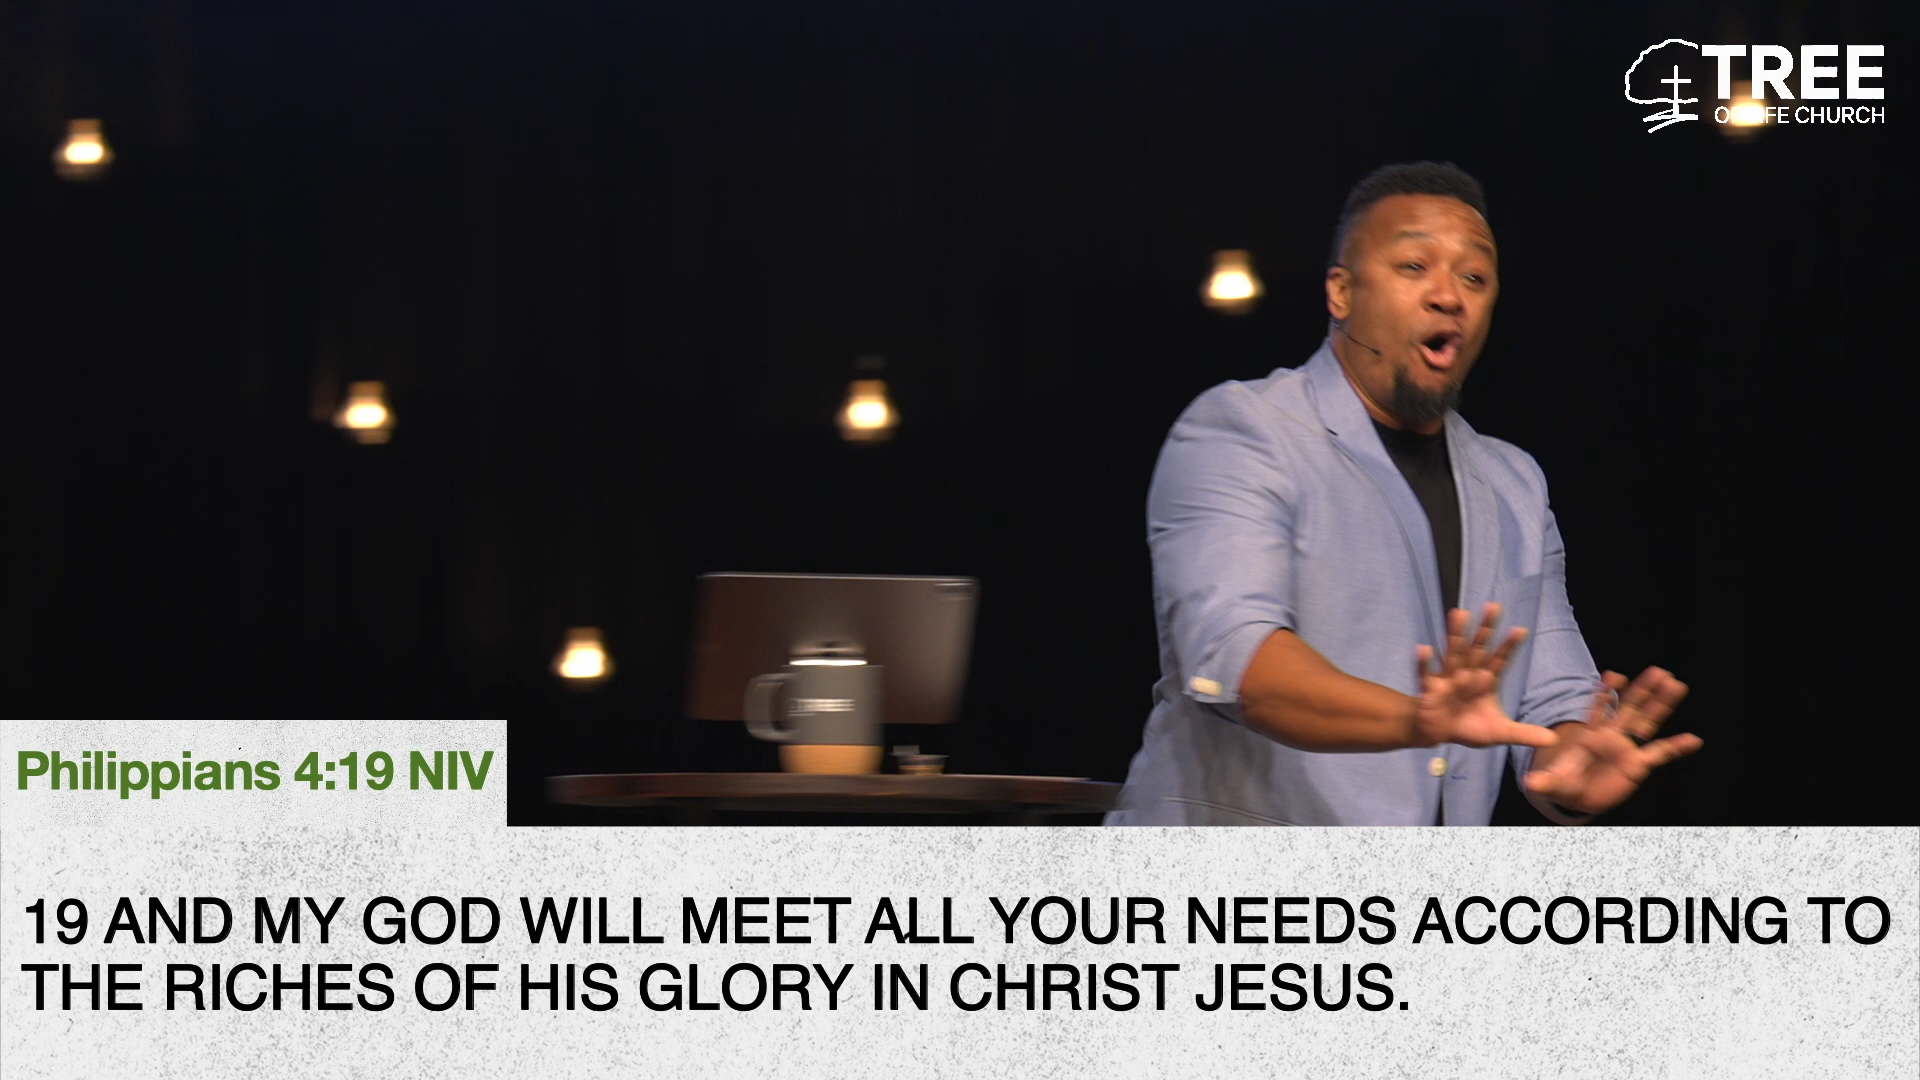 TREE
CHURCH
Philippians 4:19 NIV
19 AND MY GOD WILL MEET ALL YOUR NEEDS ACCORDING TO
THE RICHES OF HIS GLORY IN CHRIST JESUS.
TREE